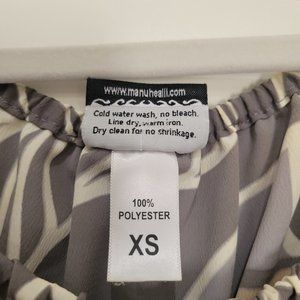 www.manuhealii.com
Cold water wash, no bleach.
Line dry, warm iron.
Dry clean for no shrinkage.
100%
POLYESTER
XS